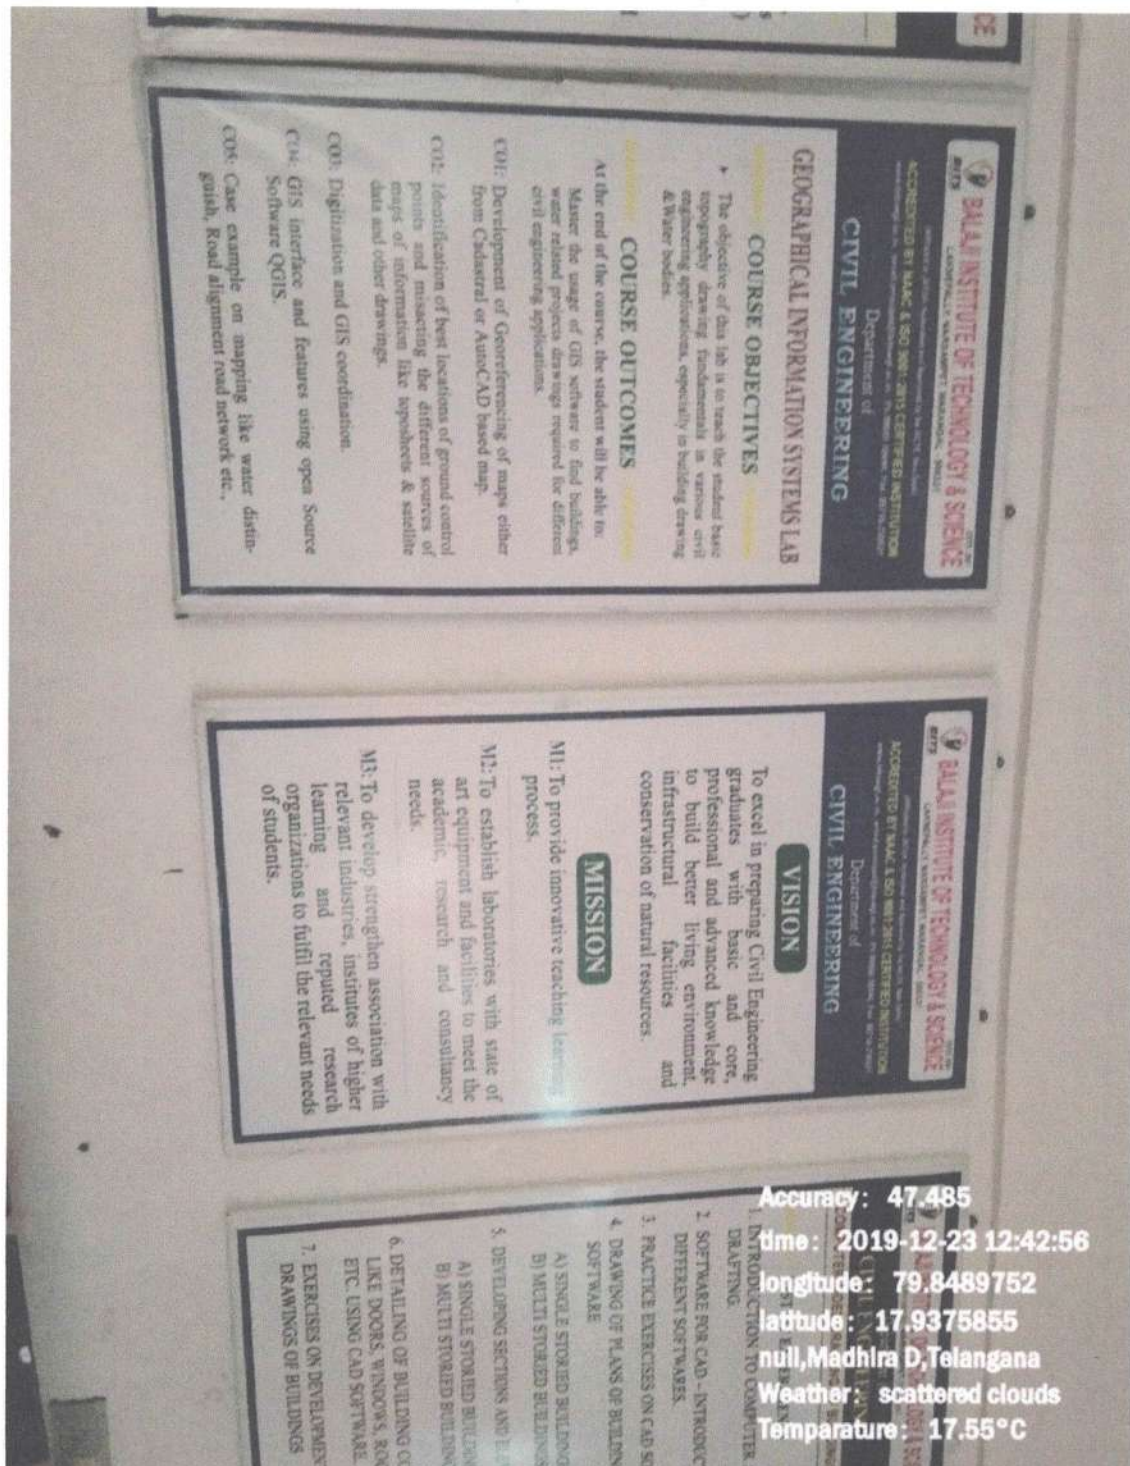 CE
BITS
BALAJI INSTITUTE OF TECHNOLOGY & SCIENCE
LAKNEPALLY, NARSAMPET, WARANGAL
ACCREDITED BY NAAC & ISO 9001:2015 CERTIFIED INSTITUTION
Department of
CIVIL ENGINEERING
GEOGRAPHICAL INFORMATION SYSTEMS LAB
COURSE OBJECTIVES
The objective of this lab is to teach the student basic
topography drawing fundamentals in various civil
engineering applications, especially in building drawing
& Water bodies.
COURSE OUTCOMES
At the end of the course, the student will be able to:
Master the usage of GIS software to find buildings,
water related projects drawings required for different
civil engineering applications.
CO1: Development of Georeferencing of maps either
from Cadastral or AutoCAD based map.
CO2: Identification of best locations of ground control
points and misacting the different sources of
maps of information like toposheets & satellite
data and other drawings.
CO3: Digitization and GIS coordination.
CO4: GIS interface and features using open Source
Software QGIS.
CO5: Case example on mapping like water distin-
guish, Road alignment road network etc.,
BITS
BALAJI INSTITUTE OF TECHNOLOGY & SCIENCE
LAKNEPALLY, NARSAMPET, WARANGAL
ACCREDITED BY NAAC & ISO 9001:2015 CERTIFIED INSTITUTION
Department of
CIVIL ENGINEERING
VISION
To excel in preparing Civil Engineering
graduates with basic and core,
professional and advanced knowledge
to build better living environment,
infrastructural facilities and
conservation of natural resources.
MISSION
M1: To provide innovative teaching learning
process.
M2: To establish laboratories with state of
art equipment and facilities to meet the
academic, research and consultancy
needs.
M3: To develop strengthen association with
relevant industries, institutes of higher
learning and reputed research
organizations to fulfil the relevant needs
of students.
1. INTRODUCTION TO COMPUTER
DRAFTING.
2. SOFTWARE FOR CAD - INTRODUC
DIFFERENT SOFTWARES.
3. PRACTICE EXERCISES ON CAD SO
4. DRAWING OF PLANS OF BUILDIN
SOFTWARE
A) SINGLE STORIED BUILDING
B) MULTI STORIED BUILDINGS
5. DEVELOPING SECTIONS AND
A) SINGLE STORIED BUILDIN
B) MULTI STORIED BUILDING
6. DETAILING OF BUILDING CO
LIKE DOORS, WINDOWS, ROO
ETC. USING CAD SOFTWARE.
7. EXERCISES ON DEVELOPMEN
DRAWINGS OF BUILDINGS
Accuracy: 47.485
time: 2019-12-23 12:42:56
longitude: 79.8489752
latitude: 17.9375855
null,Madhira D,Telangana
Weather: scattered clouds
Temparature: 17.55°C